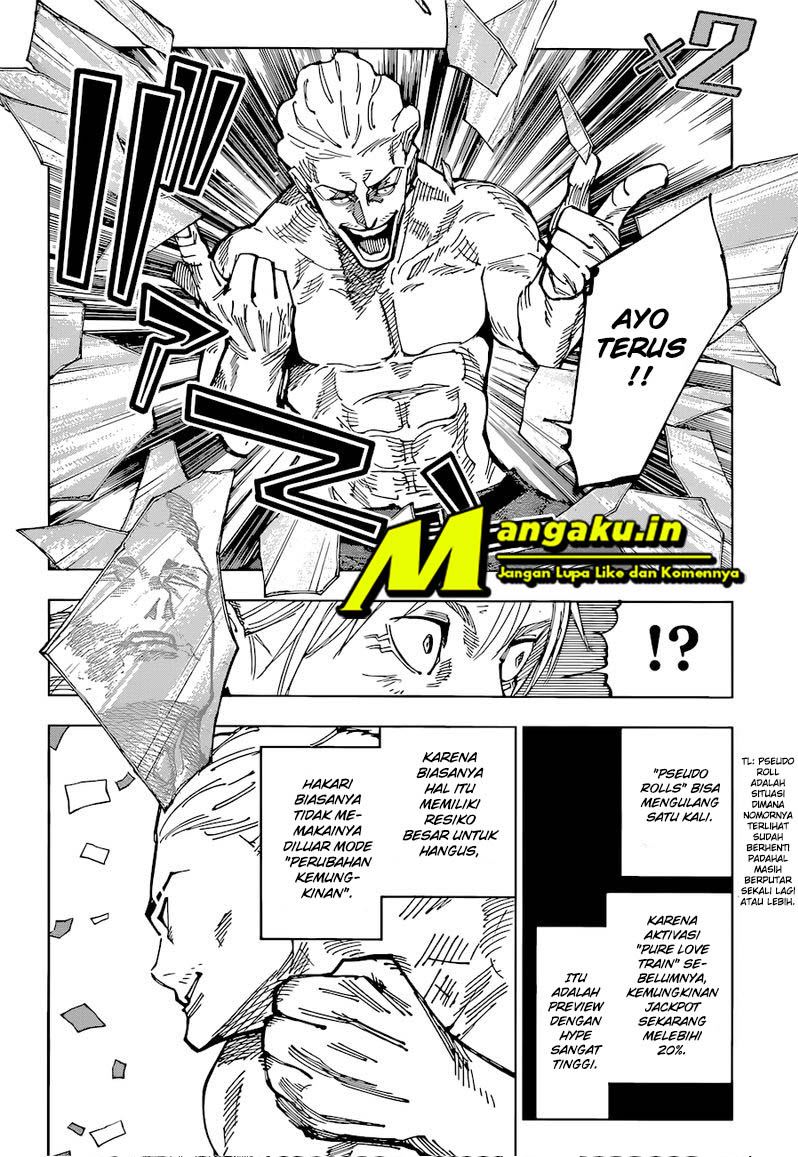 ×2
AYO
TERUS
!!
Mangaku.in
Jangan Lupa Like dan Komennya
!?
"PSEUDO
ROLLS" BISA
MENGULANG
SATU KALI.
TL: PSEUDO
ROLL
ADALAH
SITUASI
DIMANA
NOMORNYA
TERLIHAT
SUDAH
BERHENTI
PADAHAL
MASIH
BERPUTAR
SEKALI LAGI
ATAU LEBIH.
KARENA
AKTIVASI
"PURE LOVE
TRAIN" SE-
BELUMNYA,
KEMUNGKINAN
JACKPOT
SEKARANG
MELEBIHI
20%.
ITU
ADALAH
PREVIEW
DENGAN
HYPE
SANGAT
TINGGI.
KARENA
BIASANYA
HAL ITU
MEMILIKI
RESIKO
BESAR UNTUK
HANGUS,
HAKARI
BIASANYA
TIDAK ME-
MAKAINYA
DILUAR MODE
"PERUBAHAN
KEMUNG-
KINAN".